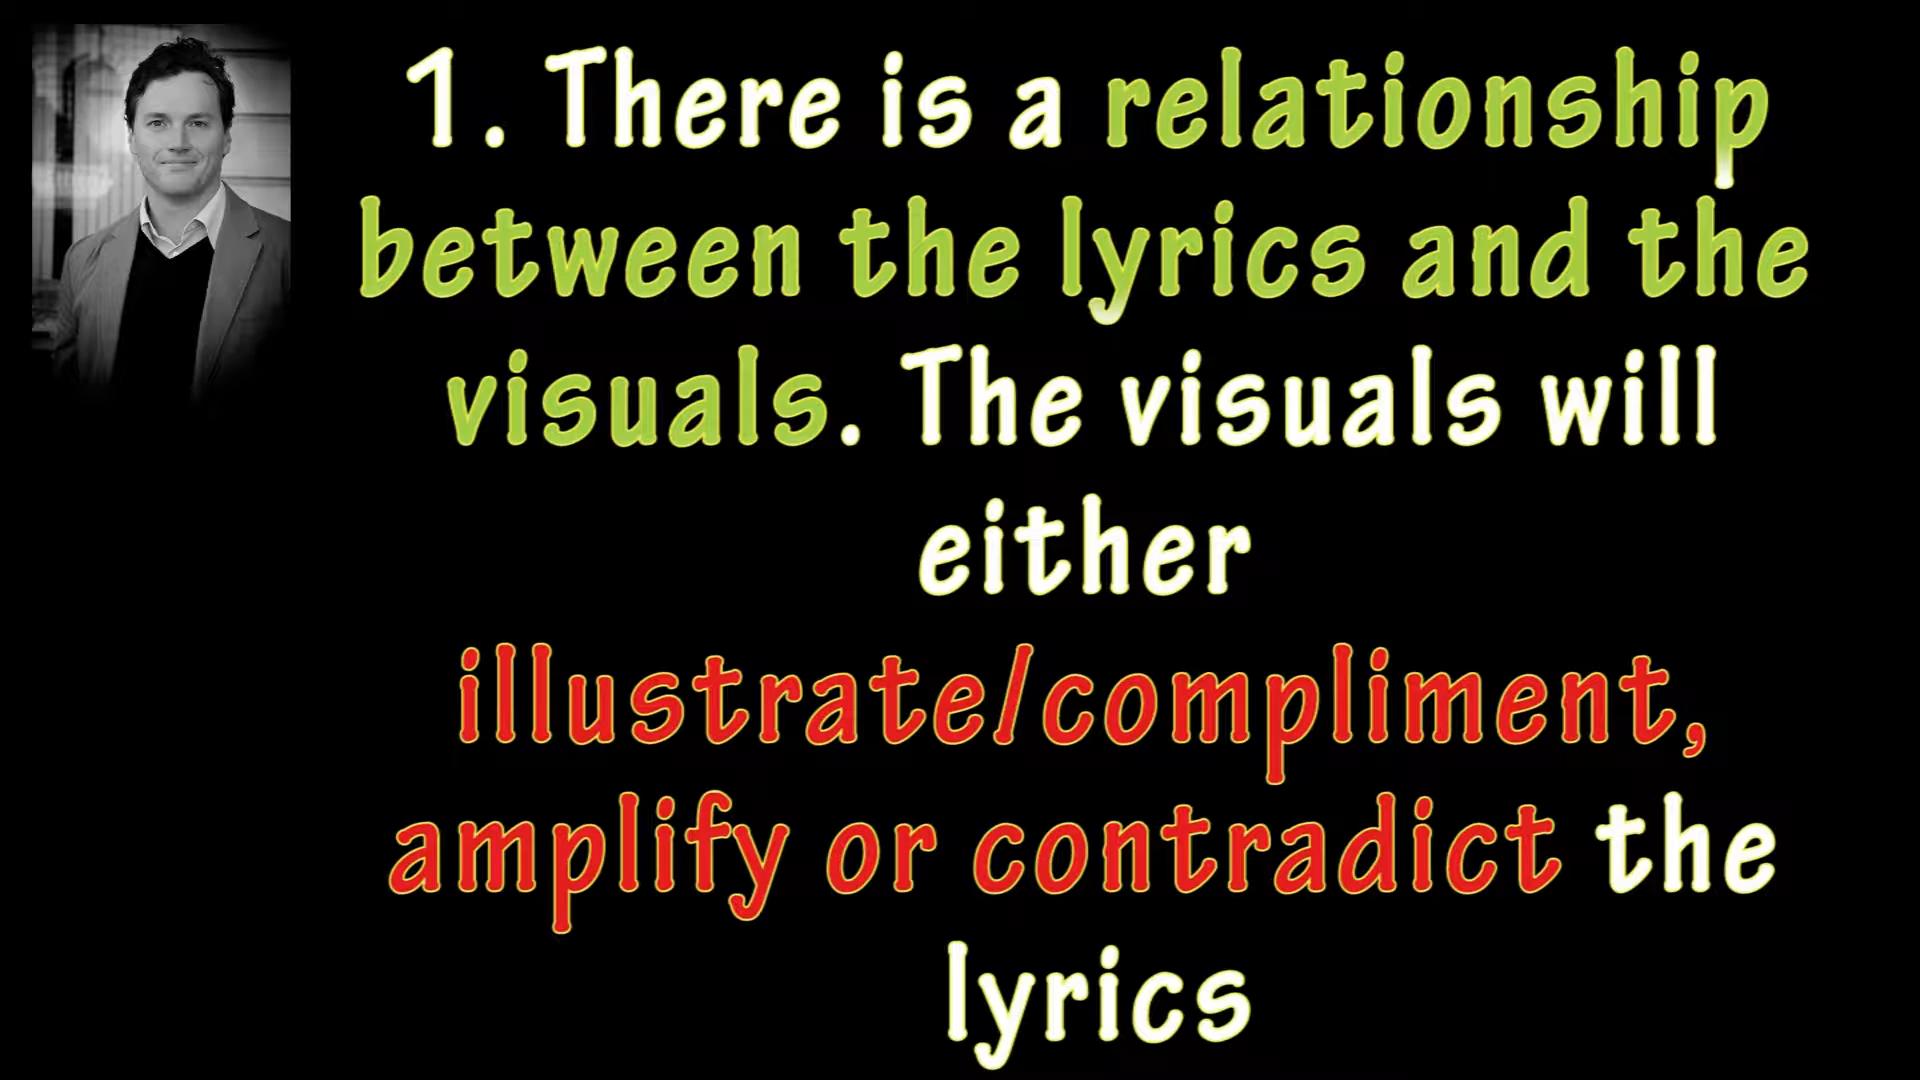 1. There is a relationship
between the lyrics and the
visuals. The visuals will
either
illustrate/compliment,
amplify or contradict the
lyrics